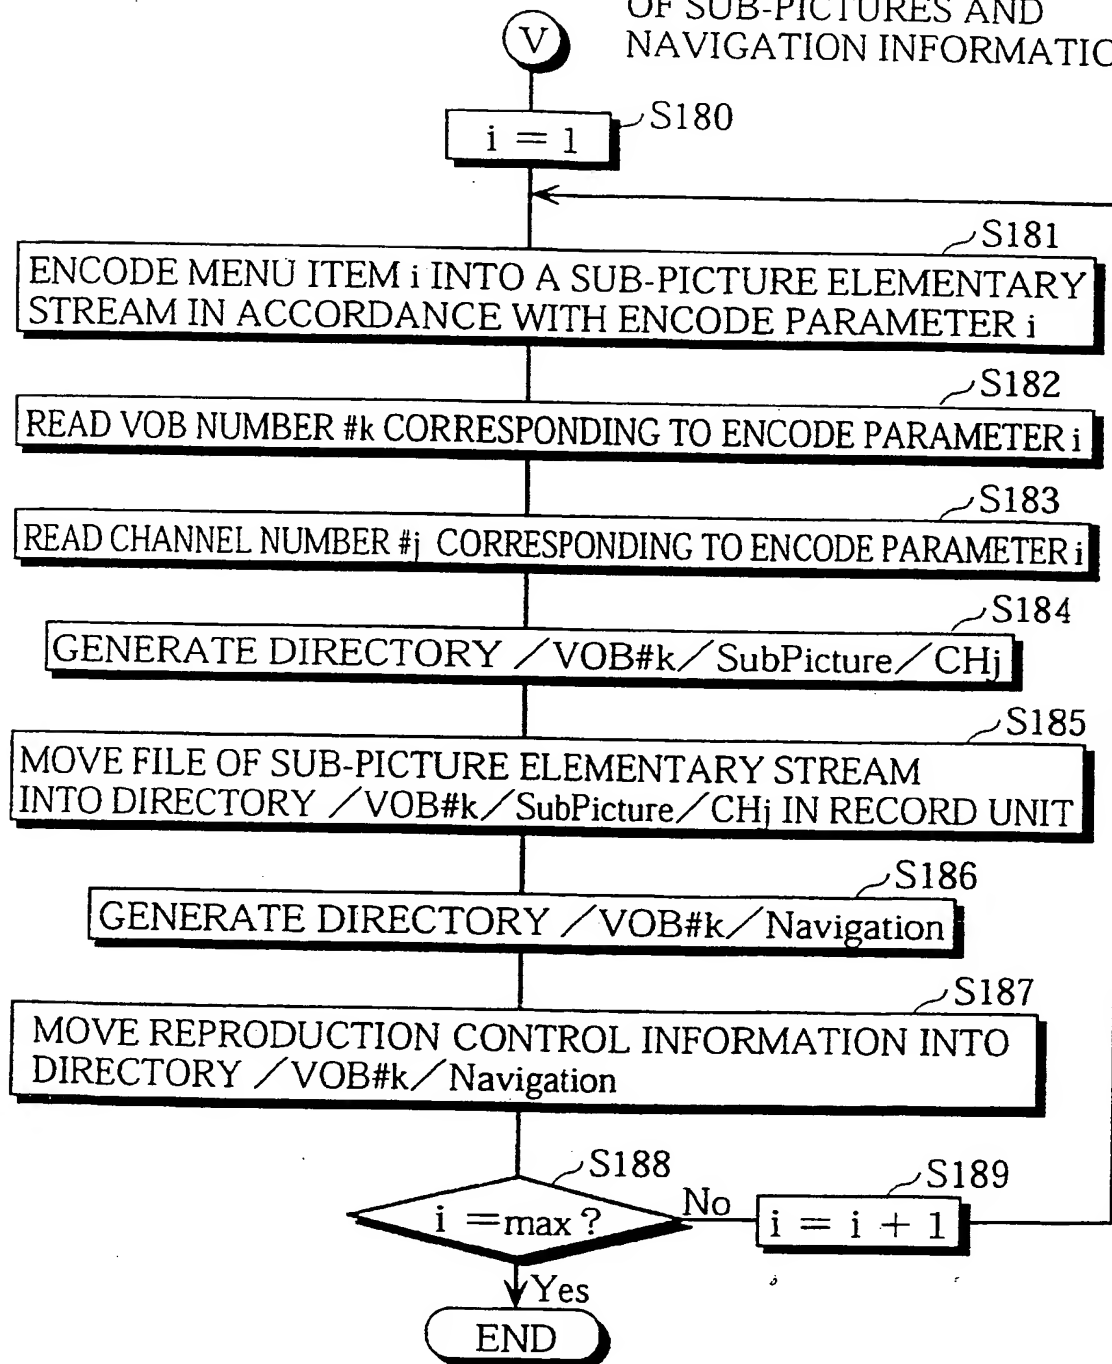 OF SUB-PICTURES AND
NAVIGATION INFORMATIO
V
S180
i = 1
S181
ENCODE MENU ITEM i INTO A SUB-PICTURE ELEMENTARY
STREAM IN ACCORDANCE WITH ENCODE PARAMETER i
S182
READ VOB NUMBER #k CORRESPONDING TO ENCODE PARAMETER i
S183
READ CHANNEL NUMBER #j CORRESPONDING TO ENCODE PARAMETER i
S184
GENERATE DIRECTORY /VOB#k/SubPicture/CHj
S185
MOVE FILE OF SUB-PICTURE ELEMENTARY STREAM
INTO DIRECTORY /VOB#k/SubPicture/CHj IN RECORD UNIT
S186
GENERATE DIRECTORY /VOB#k/Navigation
S187
MOVE REPRODUCTION CONTROL INFORMATION INTO
DIRECTORY /VOB#k/Navigation
S188
i =max ?
No
S189
i = i + 1
Yes
END